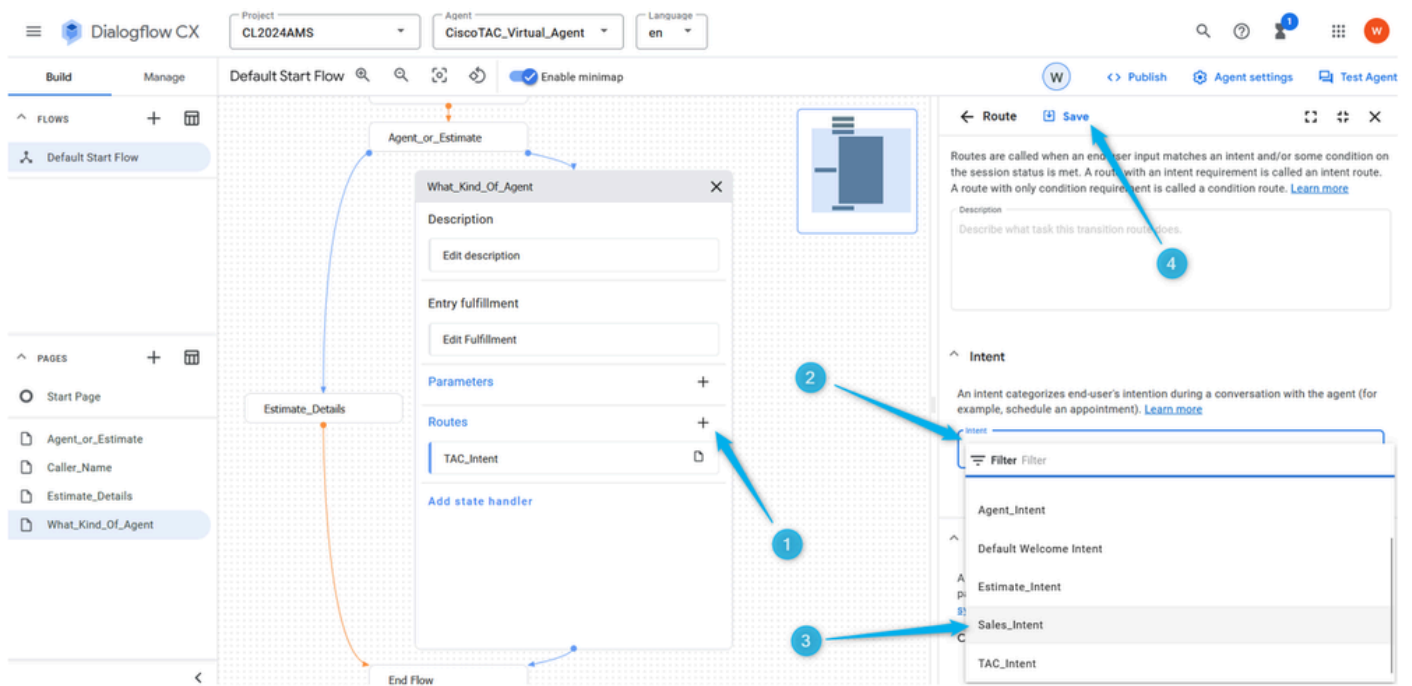 Dialogflow CX
Project
CL2024AMS
Agent
CiscoTAC_Virtual_Agent
Language
en
1
W
Build
Manage
Default Start Flow
Enable minimap
W
<> Publish
Agent settings
Test Agent
FLOWS
Default Start Flow
PAGES
Start Page
Agent_or_Estimate
Caller_Name
Estimate_Details
What_Kind_Of_Agent
Agent_or_Estimate
Estimate_Details
End Flow
What_Kind_Of_Agent
Description
Edit description
Entry fulfillment
Edit Fulfillment
Parameters
Routes
TAC_Intent
Add state handler
1
2
3
4
Route
Save
Routes are called when an end-user input matches an intent and/or some condition on
the session status is met. A route with an intent requirement is called an intent route.
A route with only condition requirement is called a condition route. Learn more
Description
Describe what task this transition route does.
Intent
An intent categorizes end-user's intention during a conversation with the agent (for
example, schedule an appointment). Learn more
Intent
Filter Filter
Agent_Intent
Default Welcome Intent
Estimate_Intent
Sales_Intent
TAC_Intent